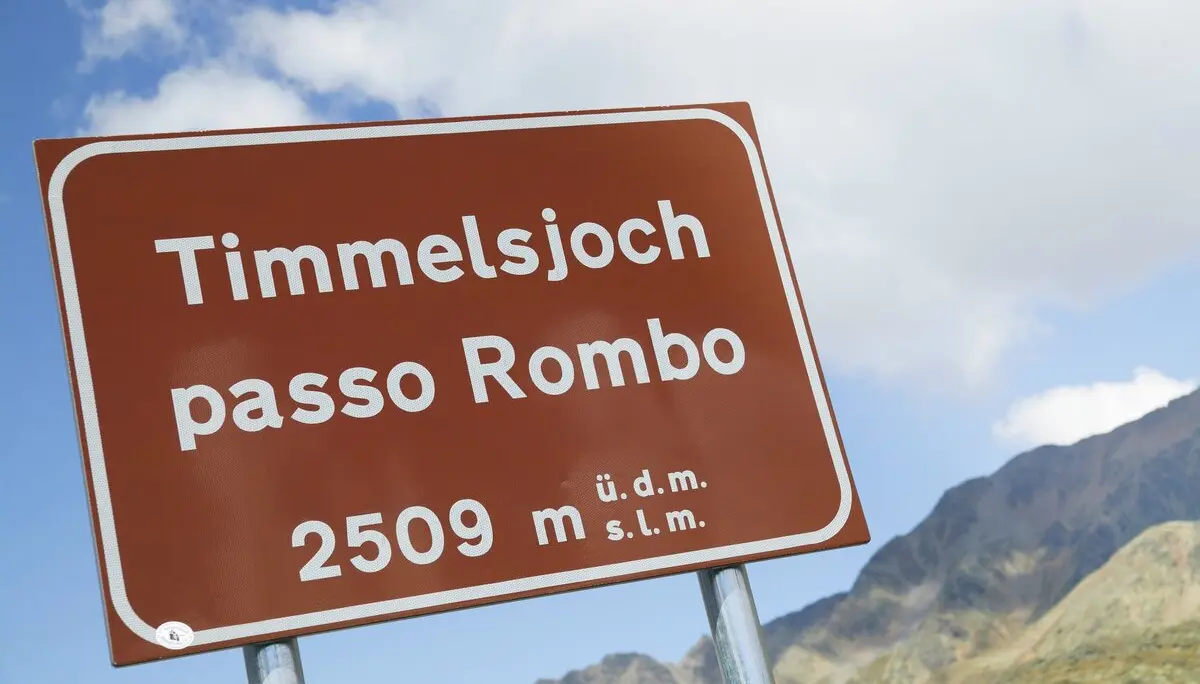 Timmelsjoch
passo Rombo
2509 m ü.d.m.
s.l.m.